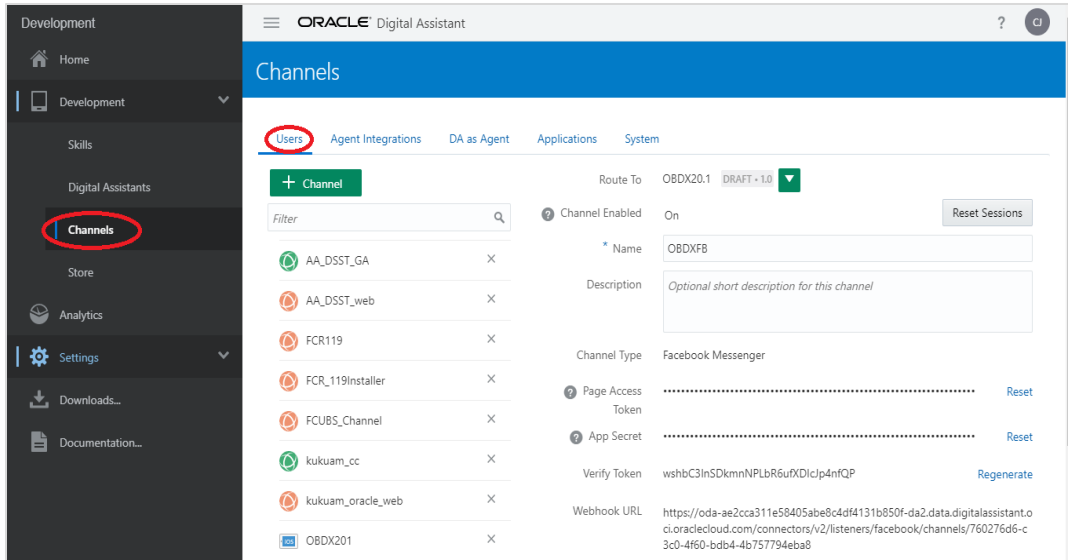 Development
Home
Development
Skills
Digital Assistants
Channels
Store
Analytics
Settings
Downloads...
Documentation...
ORACLE Digital Assistant
?
CJ
Channels
Users Agent Integrations DA as Agent Applications System
+ Channel
Filter
AA_DSST_GA
AA_DSST_web
FCR119
FCR_119Installer
FCUBS_Channel
kukuam_cc
kukuam_oracle_web
iOS OBDX201
Route To OBDX20.1 DRAFT • 1.0
? Channel Enabled On Reset Sessions
* Name OBDXFB
Description Optional short description for this channel
Channel Type Facebook Messenger
? Page Access Reset
Token
? App Secret Reset
Verify Token wshbC3InSDkmnNPLbR6ufXDIcJp4nfQP Regenerate
Webhook URL https://oda-ae2cca311e58405abe8c4df4131b850f-da2.data.digitalassistant.o
ci.oraclecloud.com/connectors/v2/listeners/facebook/channels/760276d6-c
3c0-4f60-bdb4-4b757794eba8